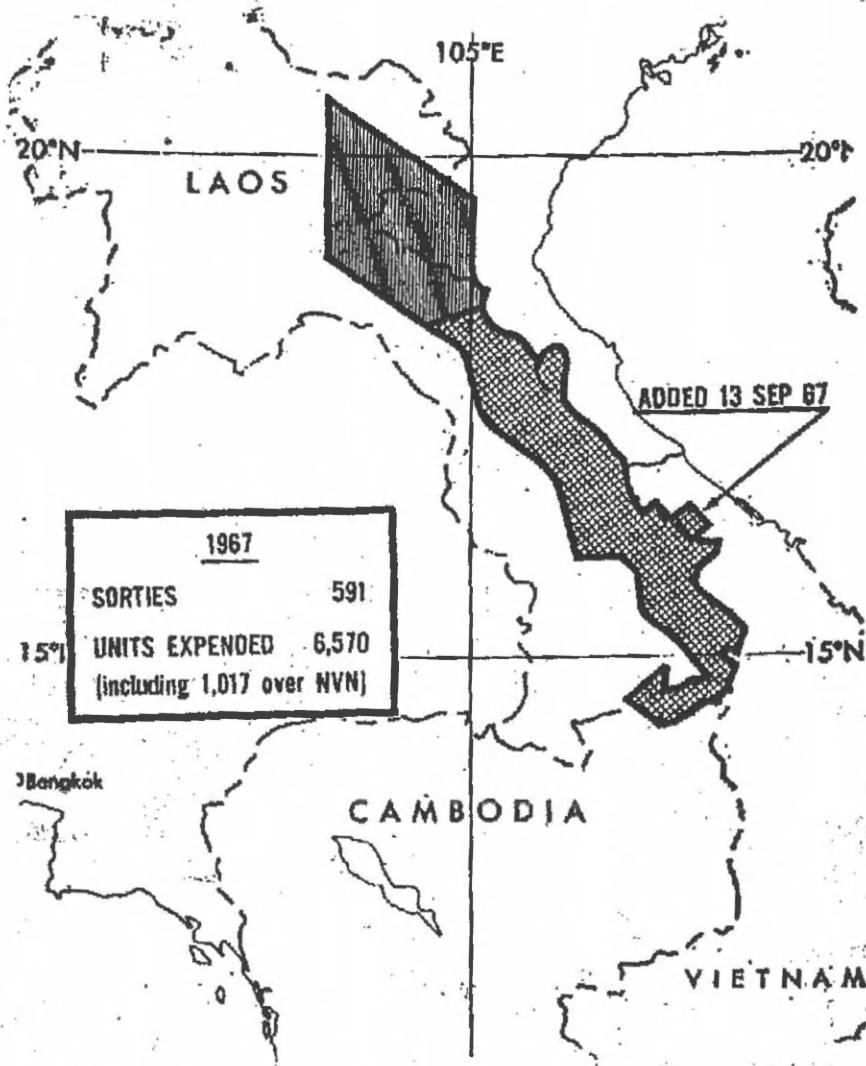 105°E
20°N
20°N
LAOS
ADDED 13 SEP 67
1967
SORTIES 591
UNITS EXPENDED 6,570
(including 1,017 over NVN)
15°N
15°N
Bangkok
CAMBODIA
VIETNAM